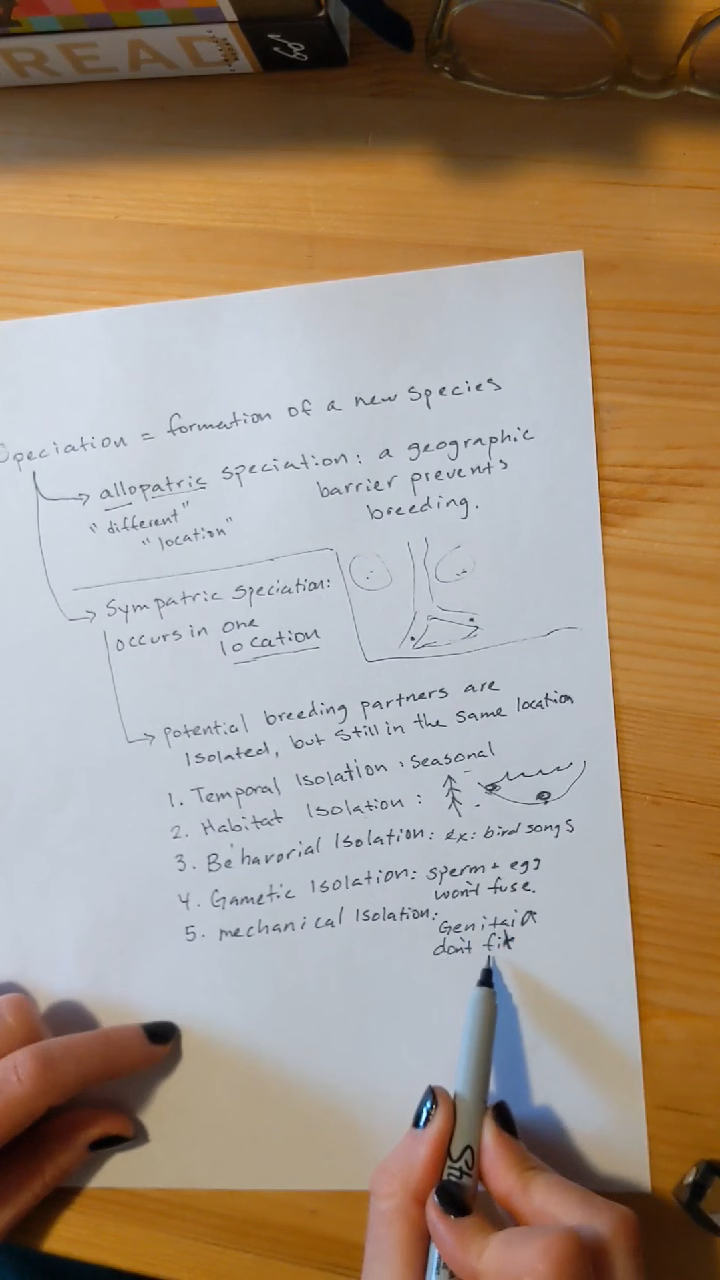 READ
Speciation = formation of a new species
allopatric speciation: a geographic
barrier prevents
breeding.
"different"
"location"
Sympatric speciation:
occurs in one
location
potential breeding partners are
isolated, but still in the same location
1. Temporal Isolation: seasonal
2. Habitat Isolation:
3. Behavorial Isolation: ex: bird songs
4. Gametic Isolation: sperm + egg
won't fuse.
5. mechanical Isolation:
Genitaia
don't fit
Sh